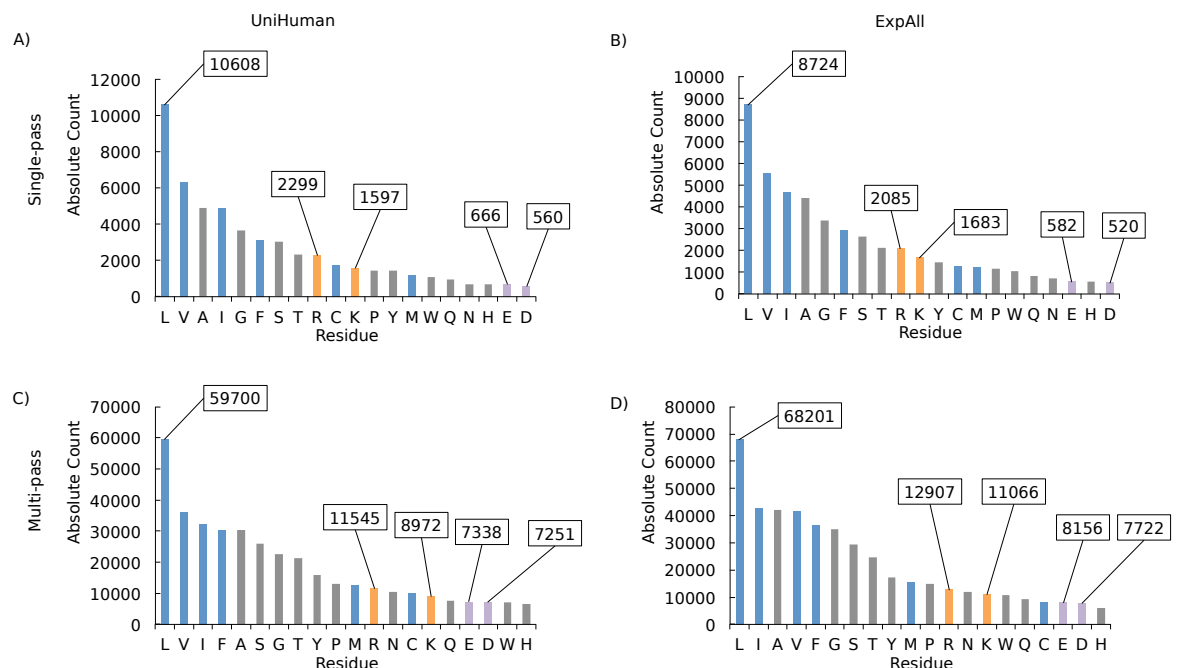 UniHuman
ExpAll
A)
Single-pass
Absolute Count
12000
10000
8000
6000
4000
2000
0
10608
2299
1597
666
560
L V A I G F S T R C K P Y M W Q N H E D
Residue
B)
Absolute Count
10000
9000
8000
7000
6000
5000
4000
3000
2000
1000
0
8724
2085
1683
582
520
L V I A G F S T R K Y C M P W Q N E H D
Residue
C)
Multi-pass
Absolute Count
70000
60000
50000
40000
30000
20000
10000
0
59700
11545
8972
7338
7251
L V I F A S G T Y P M R N C K Q E D W H
Residue
D)
Absolute Count
80000
70000
60000
50000
40000
30000
20000
10000
0
68201
12907
11066
8156
7722
L I A V F G S T Y M P R N K W Q C E D H
Residue